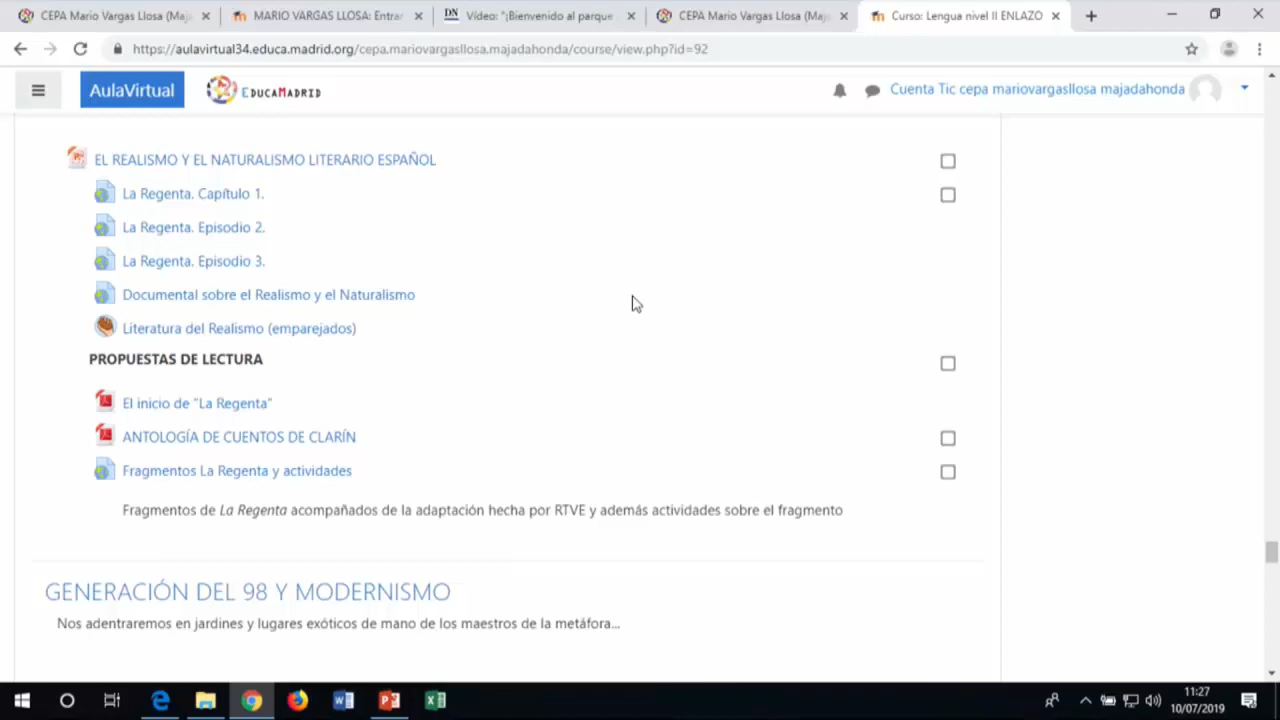 CEPA Mario Vargas Llosa (Maj
MARIO VARGAS LLOSA: Entrar
DN Vídeo: "¡Bienvenido al parque
CEPA Mario Vargas Llosa (Maj
Curso: Lengua nivel II ENLAZO
https://aulavirtual34.educa.madrid.org/cepa.mariovargasllosa.majadahonda/course/view.php?id=92
AulaVirtual
EDUCAMADRID
Cuenta Tic cepa mariovargasllosa majadahonda
EL REALISMO Y EL NATURALISMO LITERARIO ESPAÑOL
La Regenta. Capítulo 1.
La Regenta. Episodio 2.
La Regenta. Episodio 3.
Documental sobre el Realismo y el Naturalismo
Literatura del Realismo (emparejados)
PROPUESTAS DE LECTURA
El inicio de "La Regenta"
ANTOLOGÍA DE CUENTOS DE CLARÍN
Fragmentos La Regenta y actividades
Fragmentos de La Regenta acompañados de la adaptación hecha por RTVE y además actividades sobre el fragmento
GENERACIÓN DEL 98 Y MODERNISMO
Nos adentraremos en jardines y lugares exóticos de mano de los maestros de la metáfora...
11:27
10/07/2019